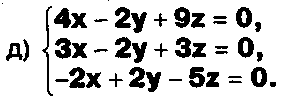 4x − 2y + 9z = 0,
д) 3x − 2y + 3z = 0,
−2x + 2y − 5z = 0.